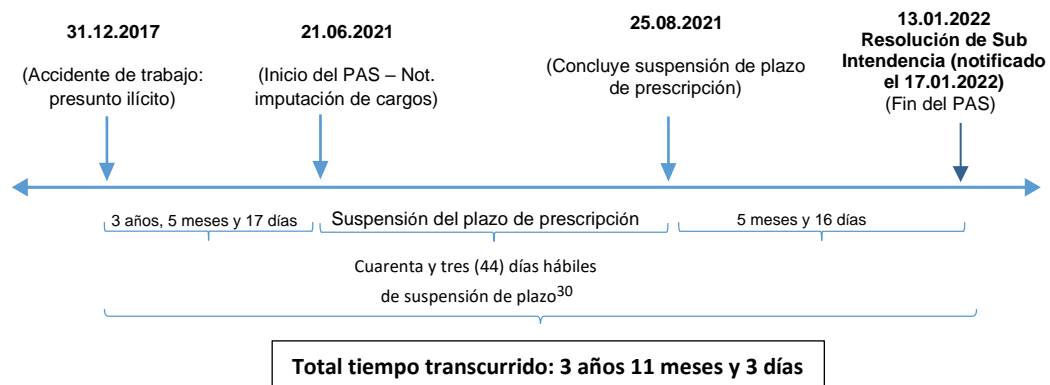 31.12.2017
(Accidente de trabajo:
presunto ilícito)
21.06.2021
(Inicio del PAS – Not.
imputación de cargos)
25.08.2021
(Concluye suspensión de plazo
de prescripción)
13.01.2022
Resolución de Sub
Intendencia (notificado
el 17.01.2022)
(Fin del PAS)
3 años, 5 meses y 17 días
Suspensión del plazo de prescripción
5 meses y 16 días
Cuarenta y tres (44) días hábiles
de suspensión de plazo30
Total tiempo transcurrido: 3 años 11 meses y 3 días